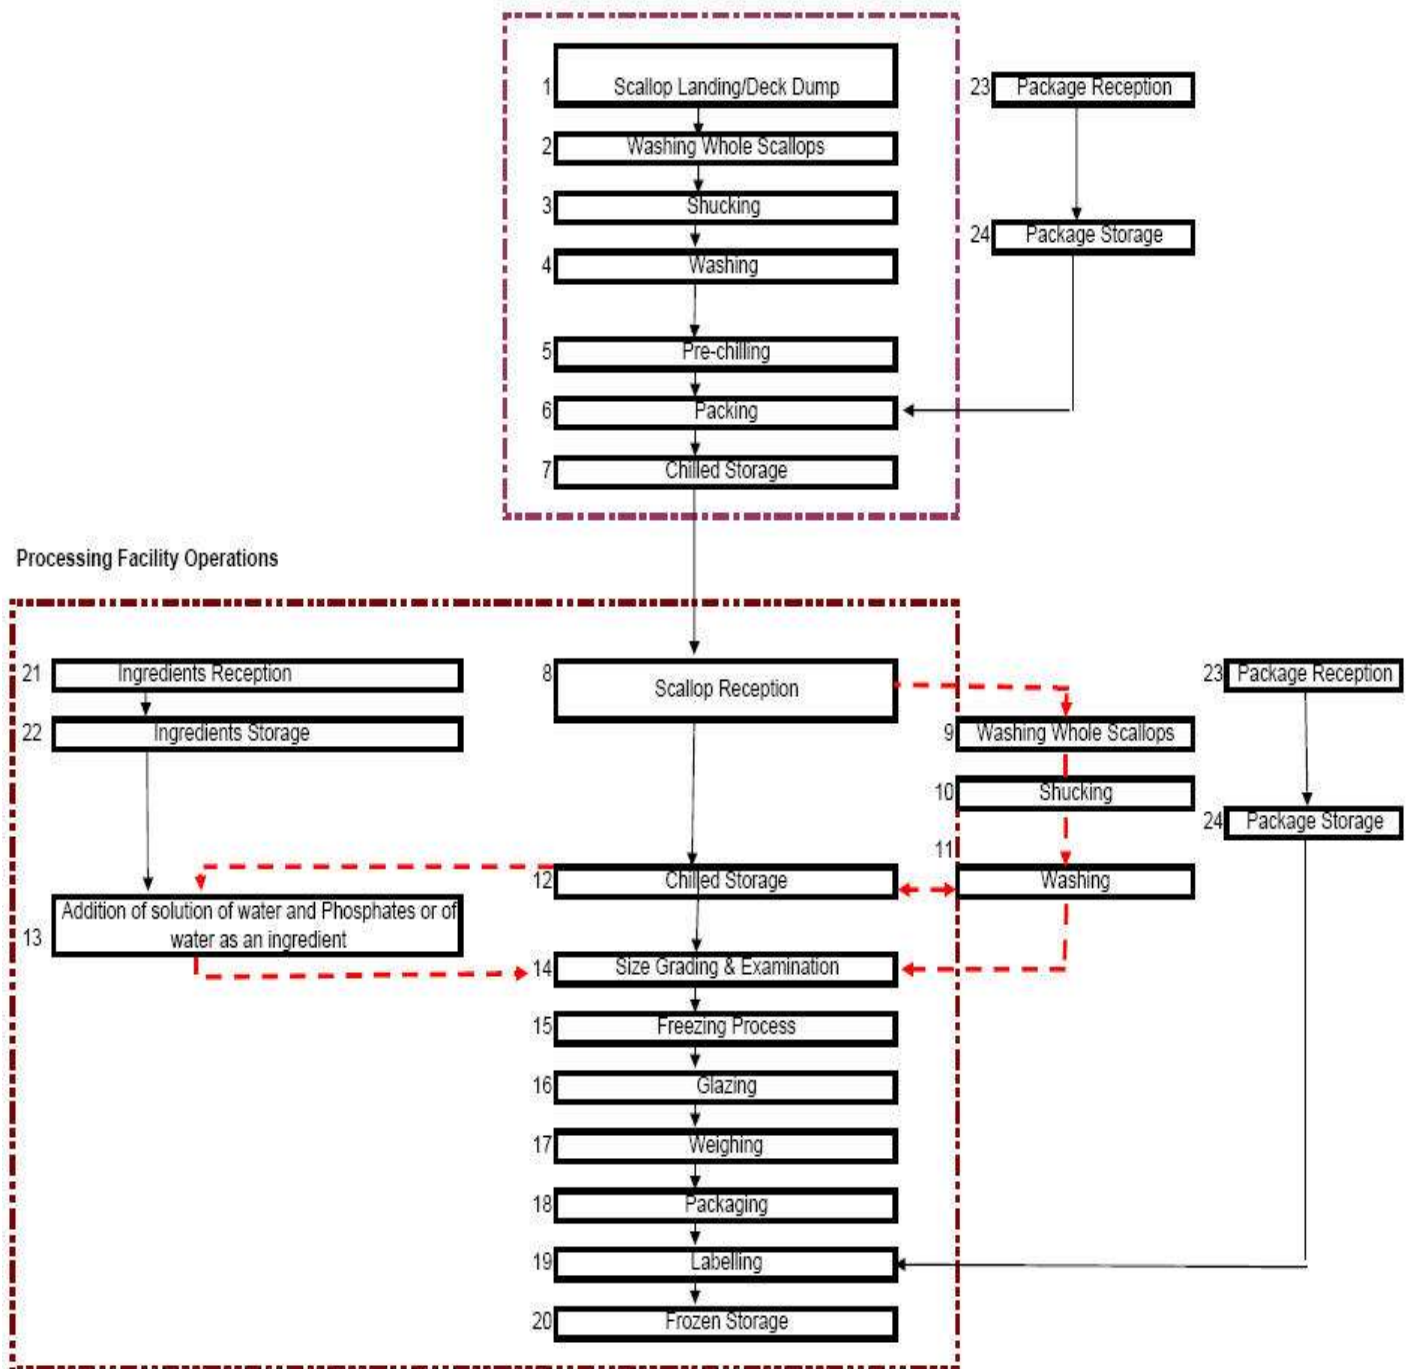 1 Scallop Landing/Deck Dump
23 Package Reception
2 Washing Whole Scallops
3 Shucking
24 Package Storage
4 Washing
5 Pre-chilling
6 Packing
7 Chilled Storage
Processing Facility Operations
21 Ingredients Reception
8 Scallop Reception
23 Package Reception
22 Ingredients Storage
9 Washing Whole Scallops
10 Shucking
24 Package Storage
11 Washing
12 Chilled Storage
13 Addition of solution of water and Phosphates or of
water as an ingredient
14 Size Grading & Examination
15 Freezing Process
16 Glazing
17 Weighing
18 Packaging
19 Labelling
20 Frozen Storage